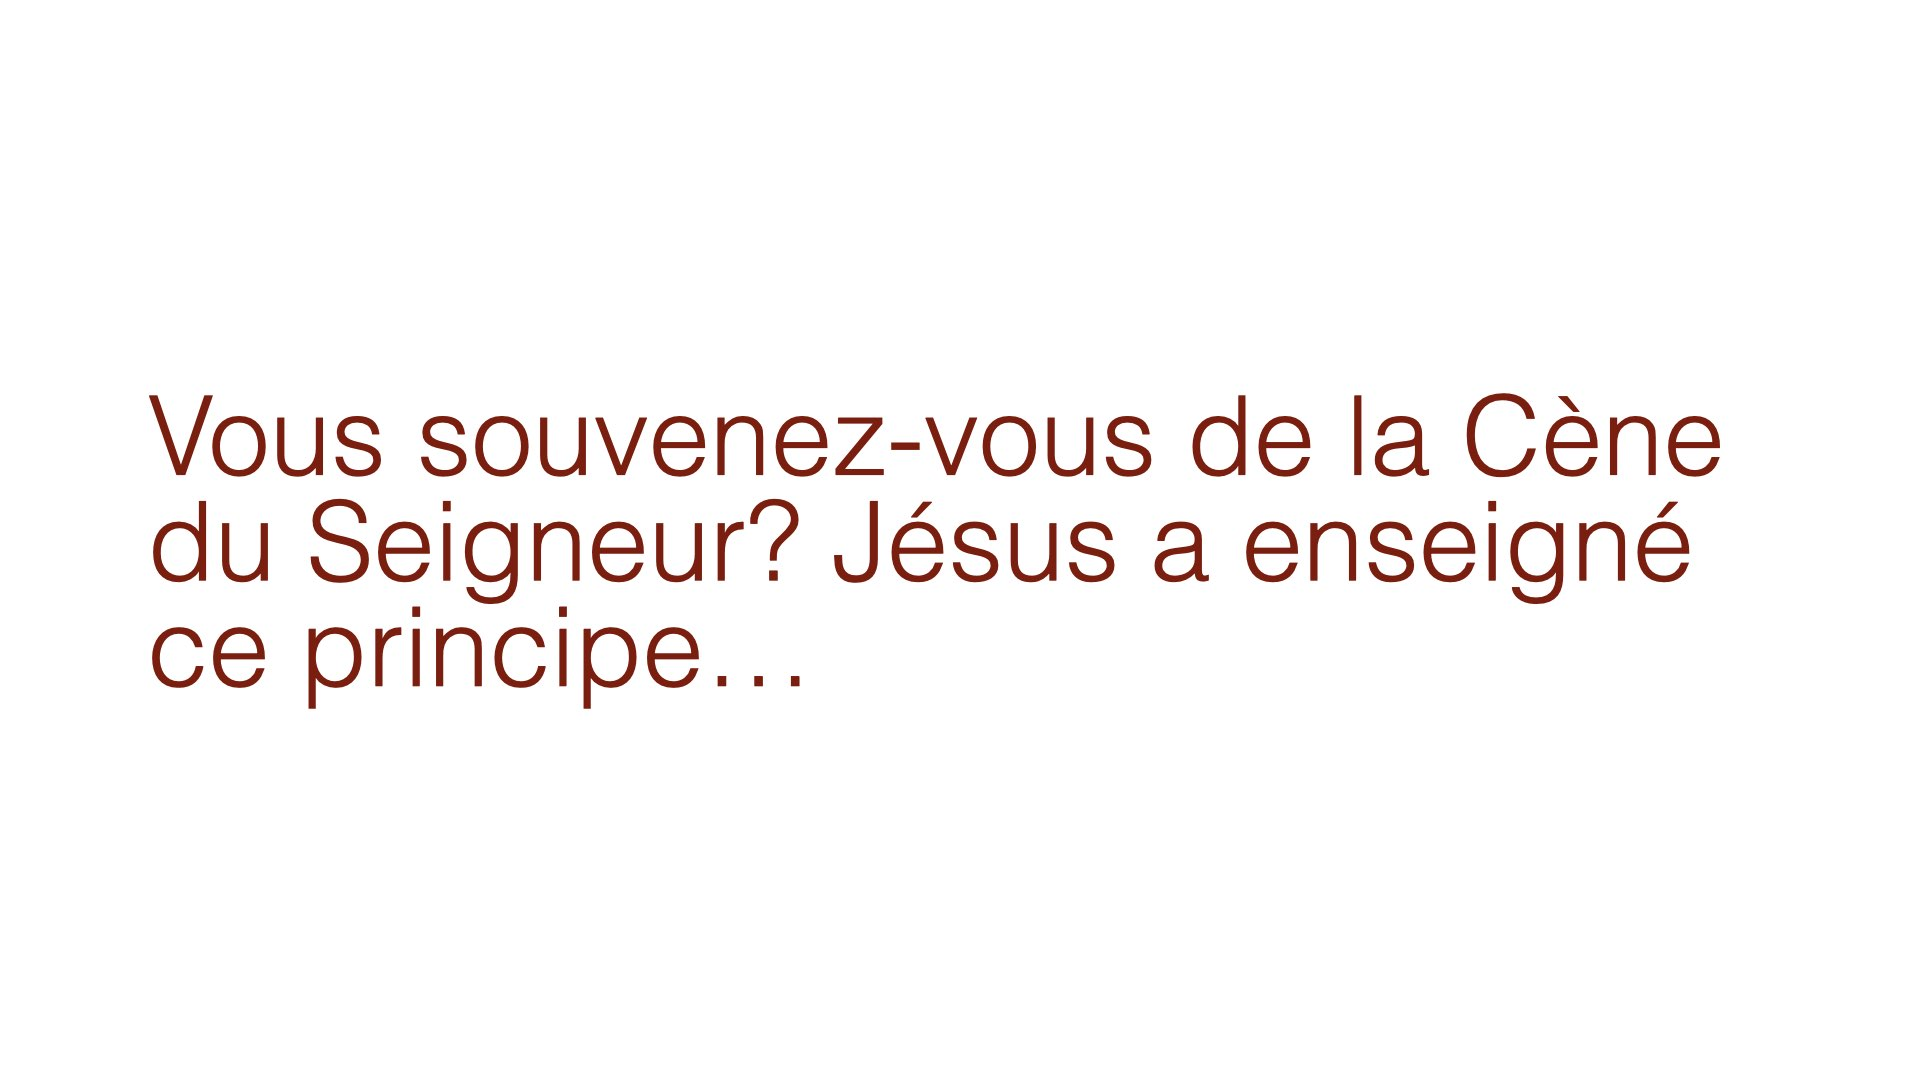 Vous souvenez-vous de la Cène
du Seigneur? Jésus a enseigné
ce principe…